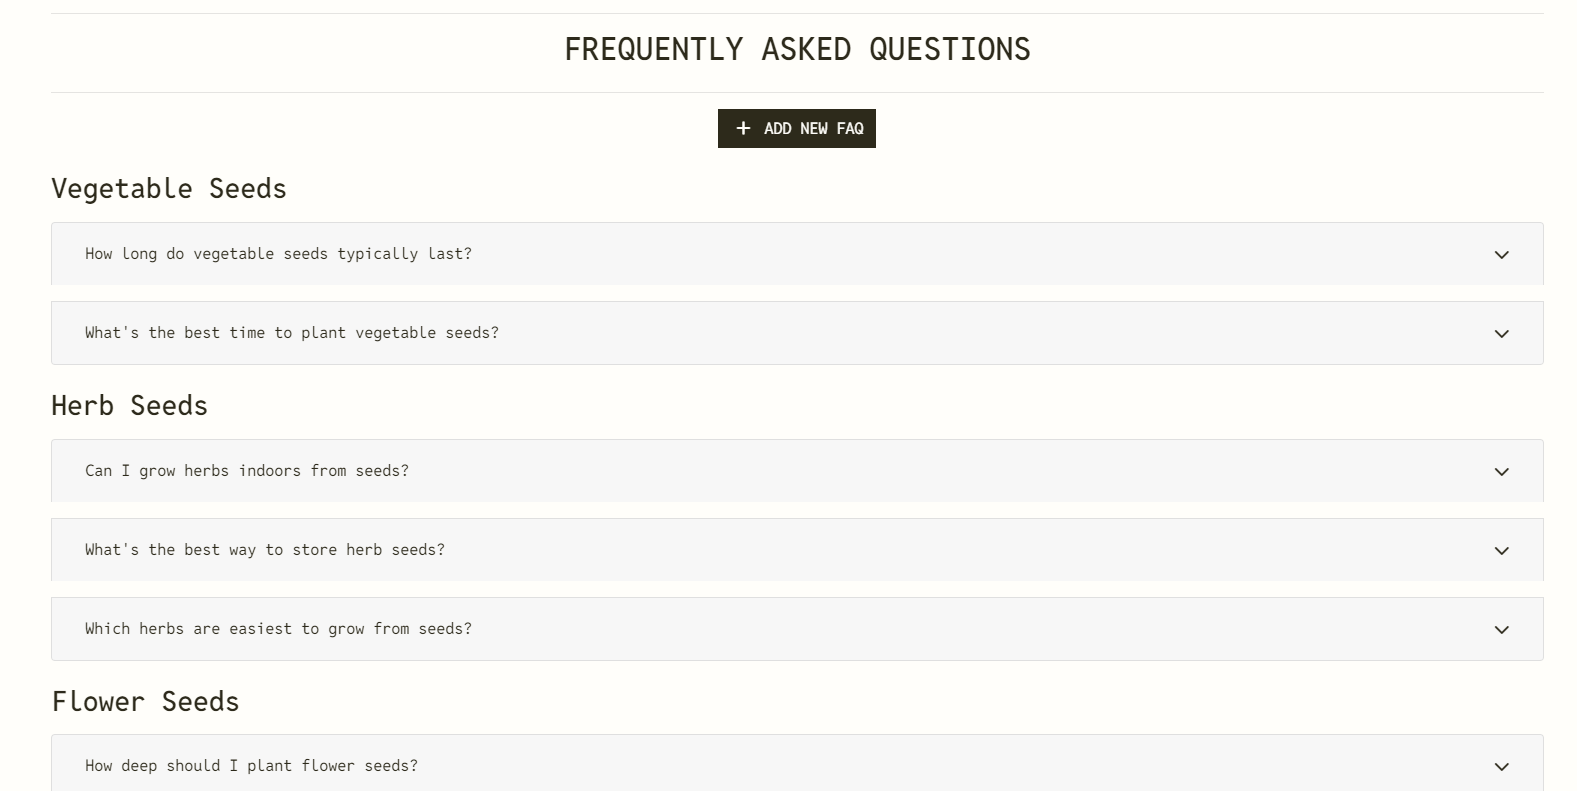 FREQUENTLY ASKED QUESTIONS
ADD NEW FAQ
Vegetable Seeds
How long do vegetable seeds typically last?
What's the best time to plant vegetable seeds?
Herb Seeds
Can I grow herbs indoors from seeds?
What's the best way to store herb seeds?
Which herbs are easiest to grow from seeds?
Flower Seeds
How deep should I plant flower seeds?